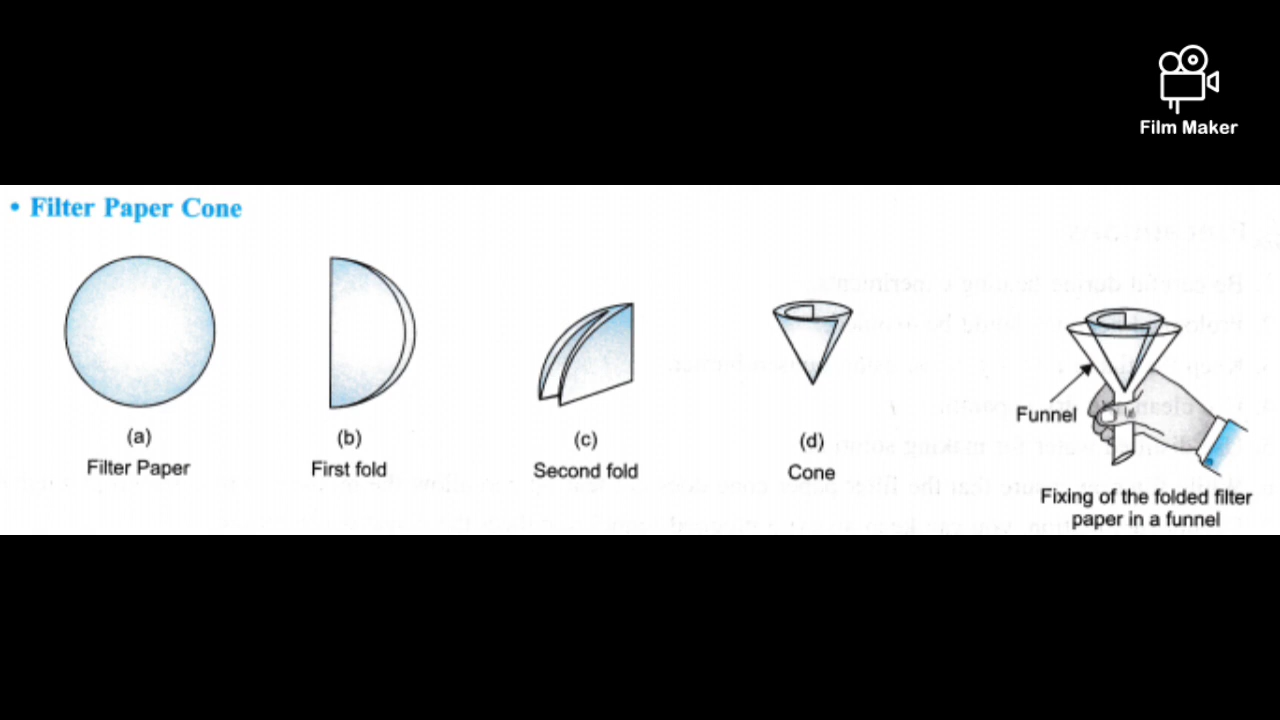 Film Maker
• Filter Paper Cone
(a)
Filter Paper
(b)
First fold
(c)
Second fold
(d)
Cone
Funnel
Fixing of the folded filter
paper in a funnel